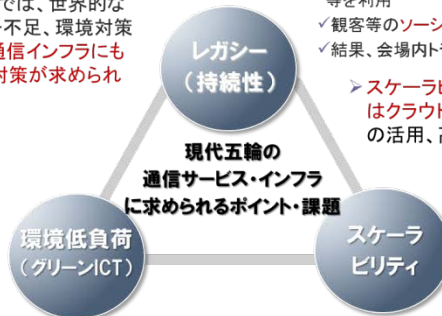 では、世界的な
不足、環境対策
通信インフラにも
対策が求められ
等を利用
✓観客等のソーシ
✓結果、会場内ト
➢スケーラビ
はクラウド
の活用、
レガシー
(持続性)
現代五輪の
通信サービス・インフラ
に求められるポイント・課題
環境低負荷
(グリーンICT)
スケーラ
ビリティ